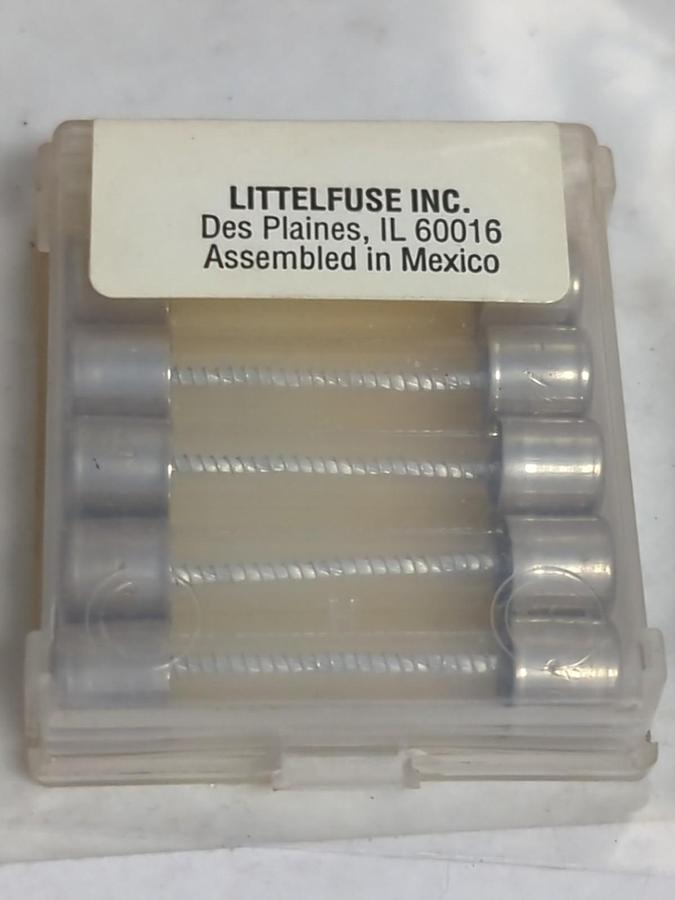 LITTELFUSE INC.
Des Plaines, IL 60016
Assembled in Mexico